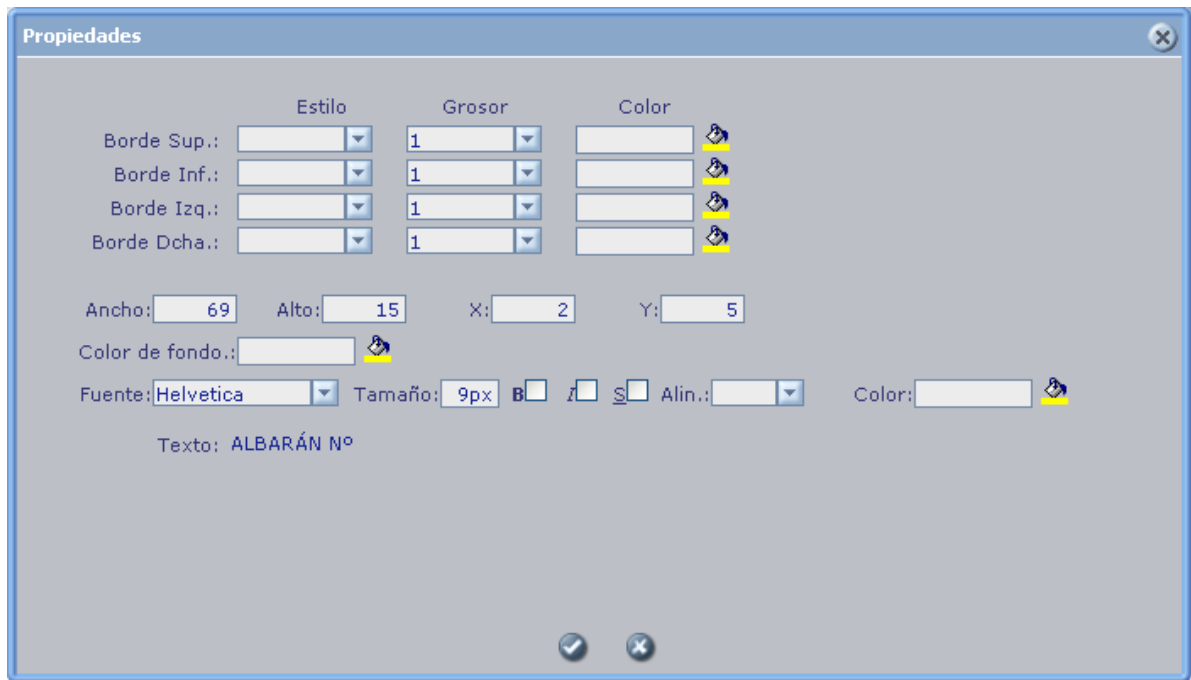 Propiedades
Estilo Grosor Color
Borde Sup.: 1
Borde Inf.: 1
Borde Izq.: 1
Borde Dcha.: 1
Ancho: 69 Alto: 15 X: 2 Y: 5
Color de fondo.:
Fuente: Helvetica Tamaño: 9px B I S Alin.: Color:
Texto: ALBARÁN Nº